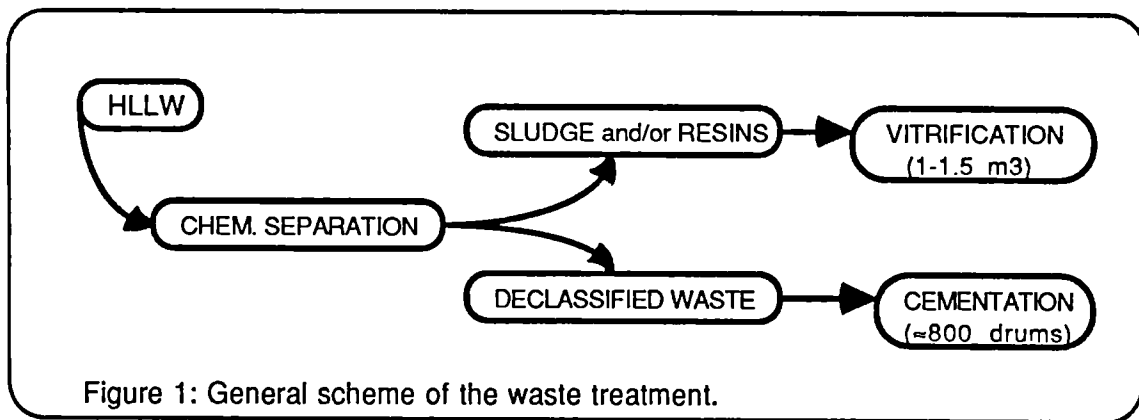 HLLW
CHEM. SEPARATION
SLUDGE and/or RESINS
VITRIFICATION
(1-1.5 m3)
DECLASSIFIED WASTE
CEMENTATION
(≈800 drums)
Figure 1: General scheme of the waste treatment.